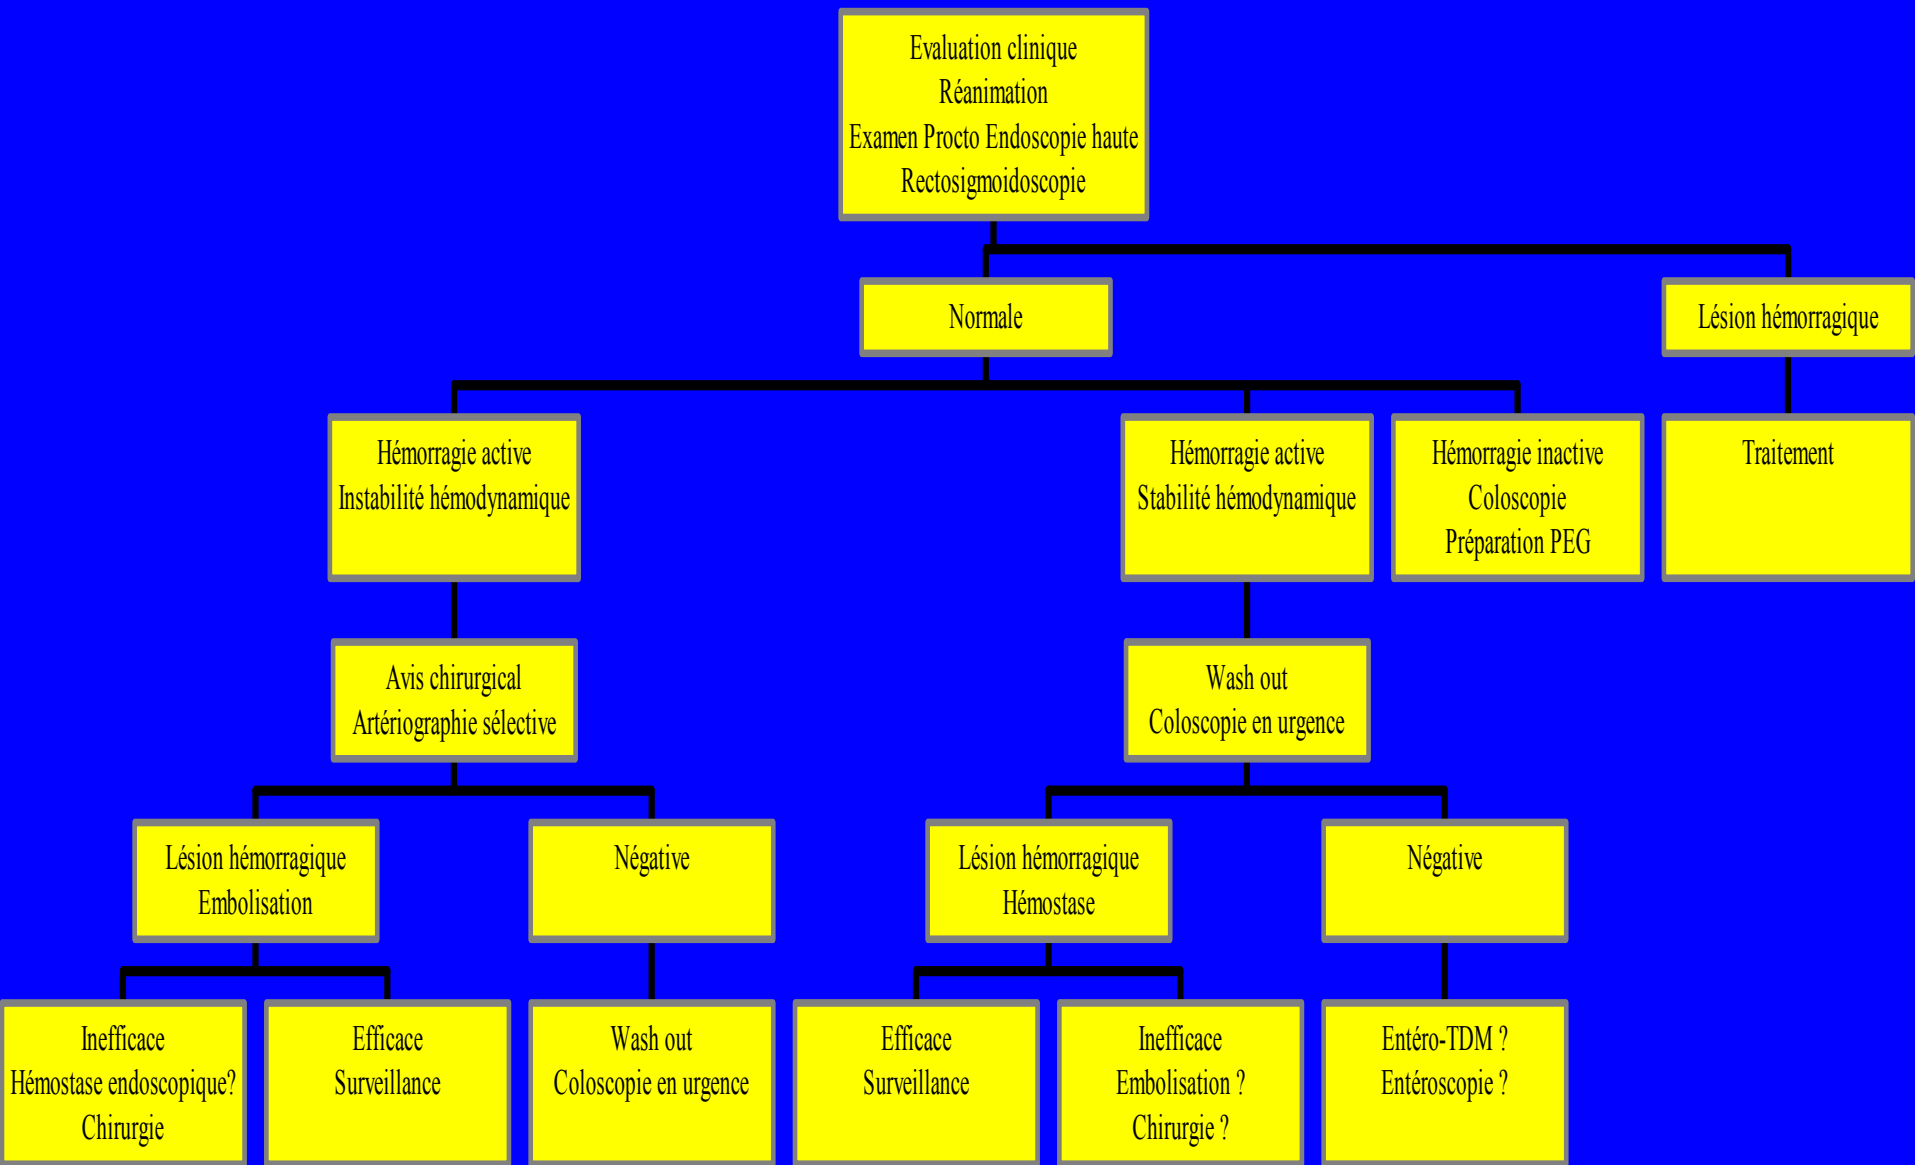 Evaluation clinique
Réanimation
Examen Procto Endoscopie haute
Rectosigmoidoscopie
Normale
Lésion hémorragique
Hémorragie active
Instabilité hémodynamique
Hémorragie active
Stabilité hémodynamique
Hémorragie inactive
Coloscopie
Préparation PEG
Traitement
Avis chirurgical
Artériographie sélective
Wash out
Coloscopie en urgence
Lésion hémorragique
Embolisation
Négative
Lésion hémorragique
Hémostase
Négative
Inefficace
Hémostase endoscopique?
Chirurgie
Efficace
Surveillance
Wash out
Coloscopie en urgence
Efficace
Surveillance
Inefficace
Embolisation ?
Chirurgie ?
Entéro-TDM ?
Entéroscopie ?